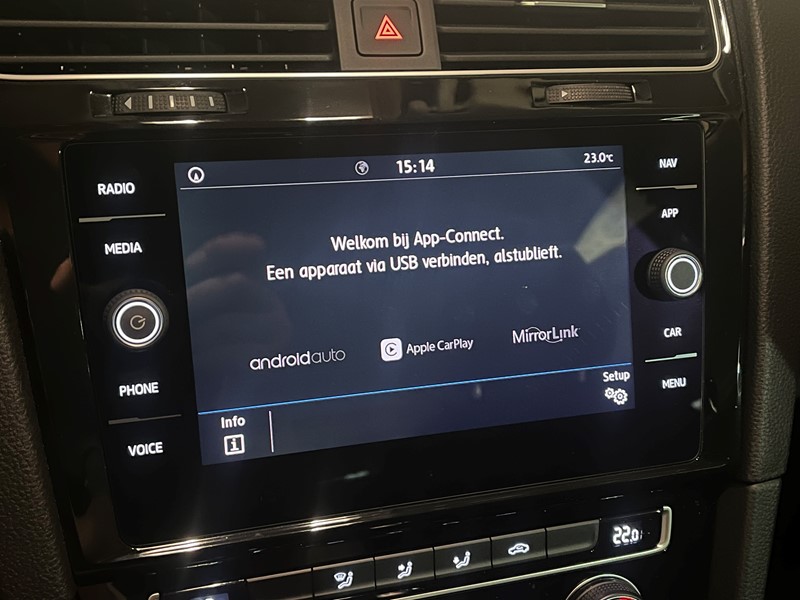 15:14
23.0°C
RADIO
MEDIA
PHONE
VOICE
Welkom bij App-Connect.
Een apparaat via USB verbinden, alstublieft.
androidauto
Apple CarPlay
MirrorLink
Info
Setup
NAV
APP
CAR
MENU
22.0